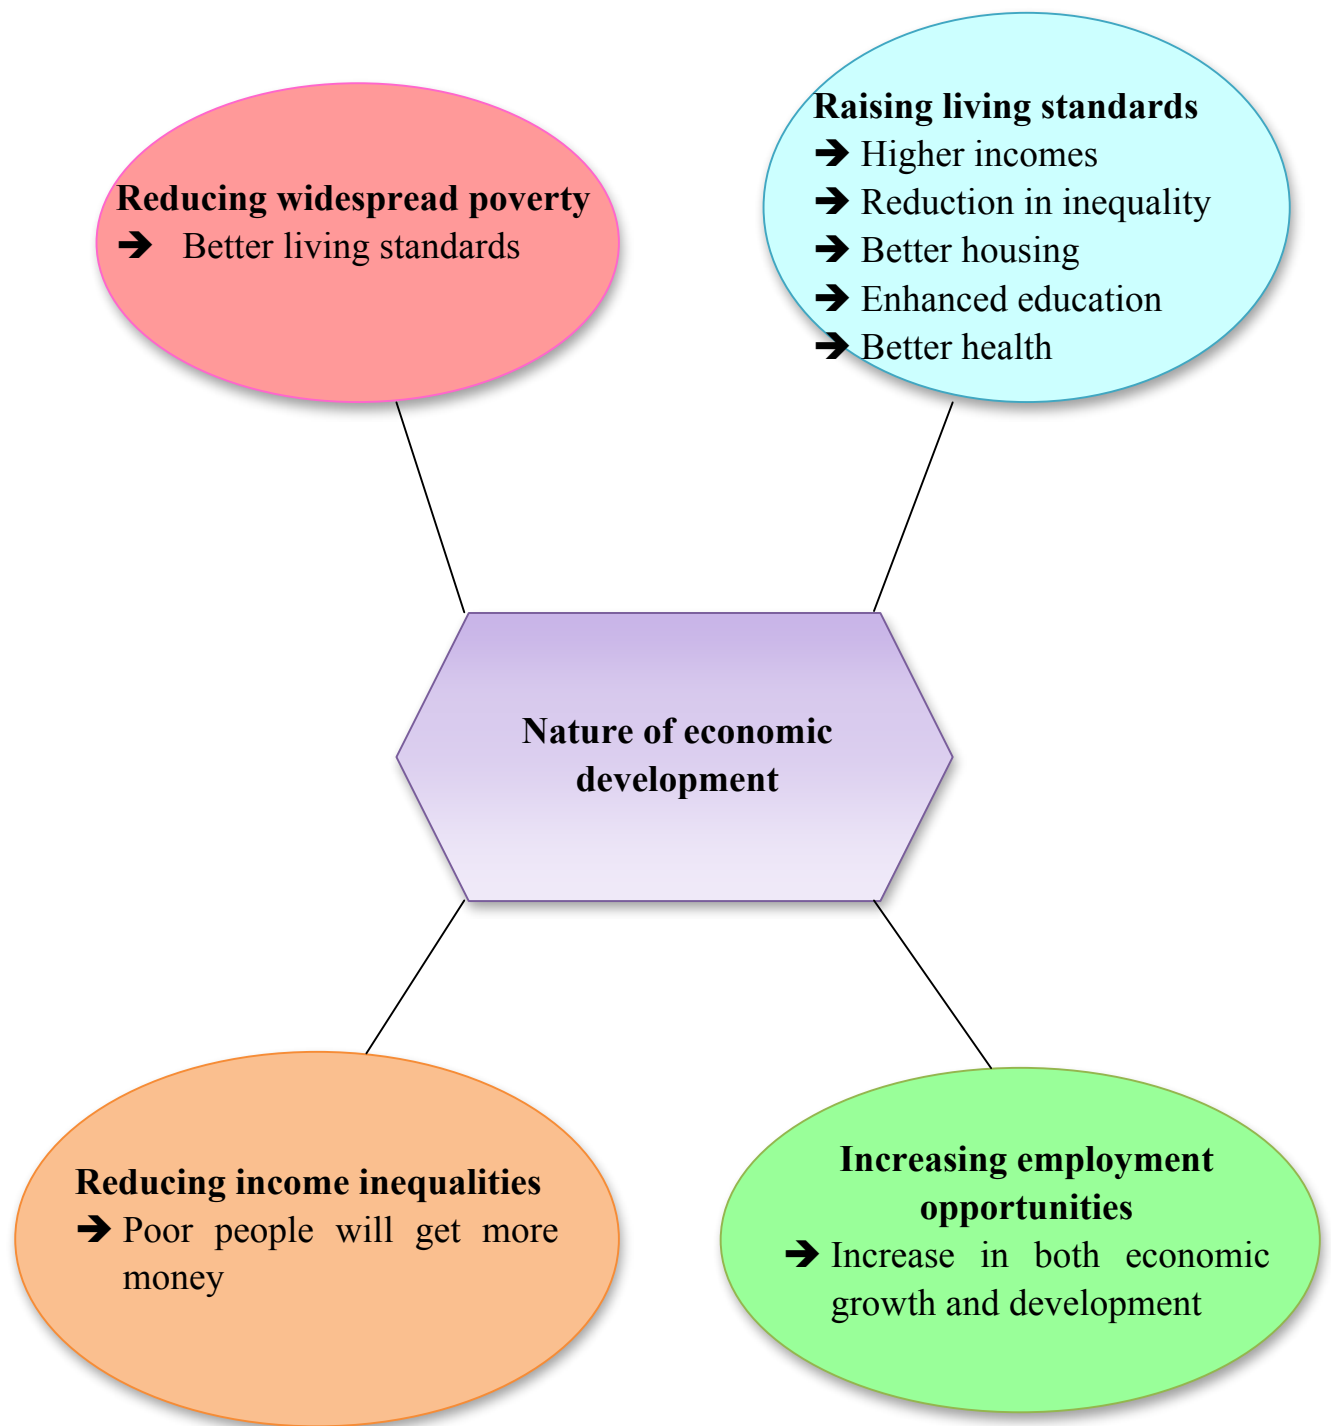 Reducing widespread poverty
➔ Better living standards
Raising living standards
➔ Higher incomes
➔ Reduction in inequality
➔ Better housing
➔ Enhanced education
➔ Better health
Nature of economic
development
Reducing income inequalities
➔ Poor people will get more
money
Increasing employment
opportunities
➔ Increase in both economic
growth and development